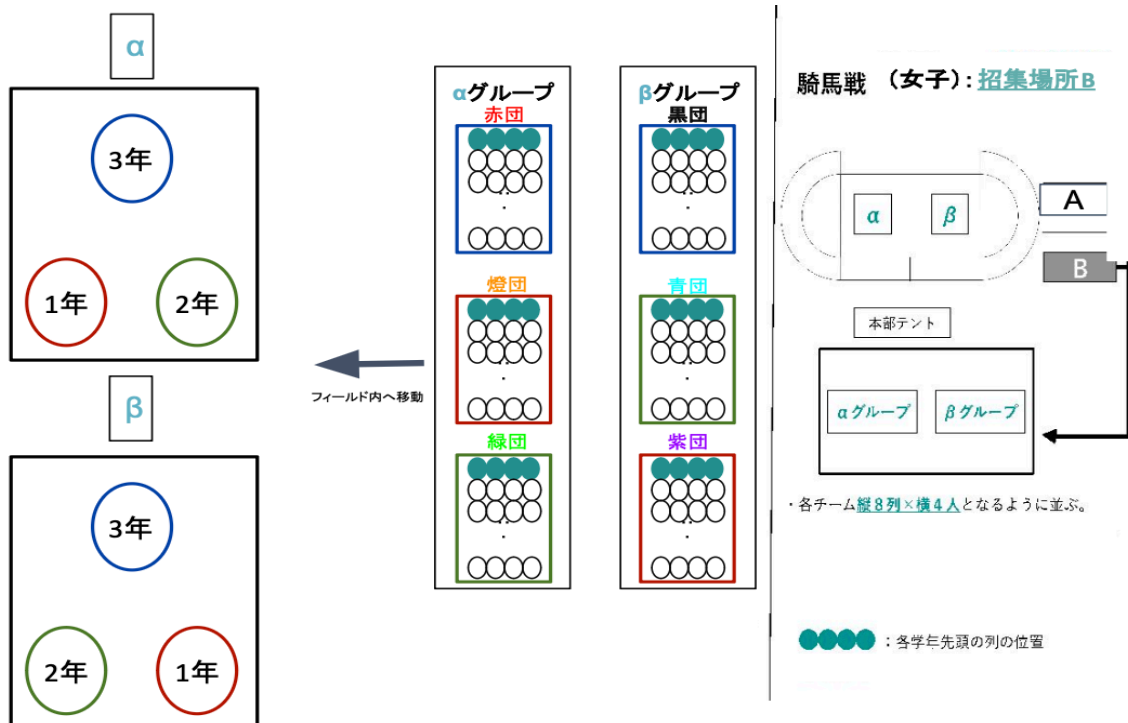 α
3年
1年
2年
β
3年
2年
1年
フィールド内へ移動
αグループ
赤団
燈団
緑団
βグループ
黒団
青団
紫団
騎馬戦 (女子):招集場所B
α
β
A
B
本部テント
αグループ
βグループ
・各チーム縦8列×横4人となるように並ぶ。
:各学年先頭の列の位置